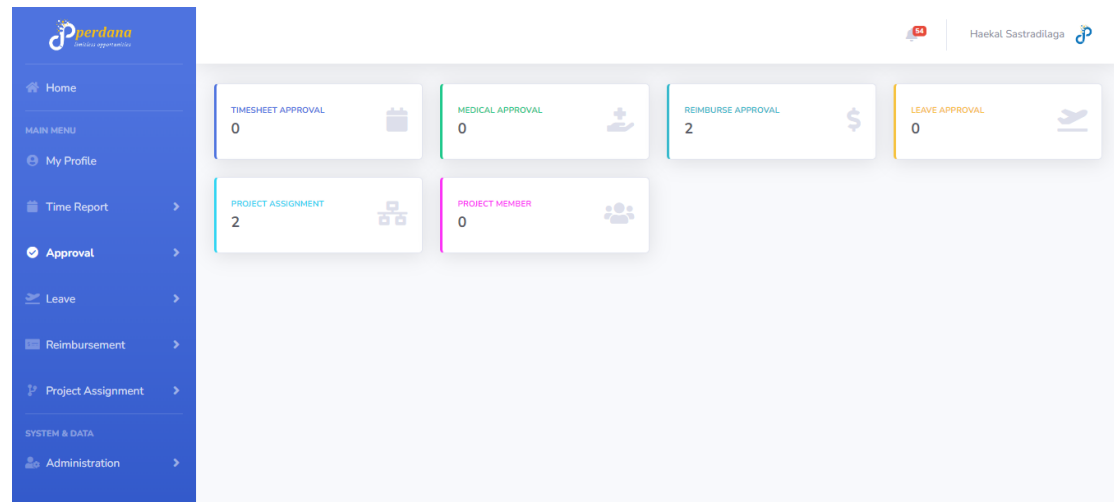 perdana
limitless opportunities
54
Haekal Sastradilaga
Home
MAIN MENU
My Profile
Time Report
Approval
Leave
Reimbursement
Project Assignment
SYSTEM & DATA
Administration
TIMESHEET APPROVAL
0
MEDICAL APPROVAL
0
REIMBURSE APPROVAL
2
LEAVE APPROVAL
0
PROJECT ASSIGNMENT
2
PROJECT MEMBER
0